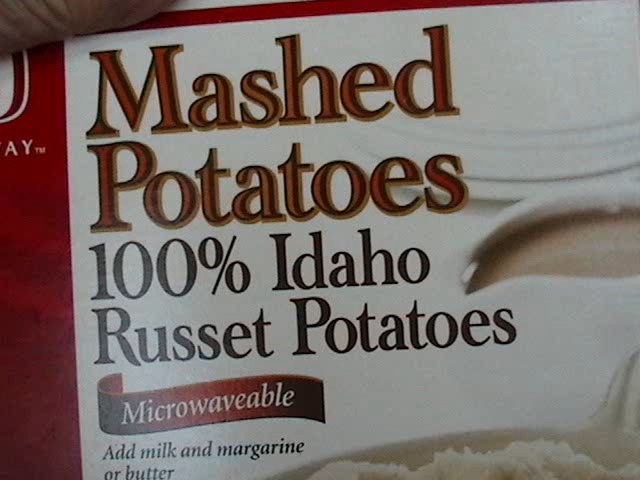 Mashed
Potatoes
100% Idaho
Russet Potatoes
Microwaveable
Add milk and margarine
or butter